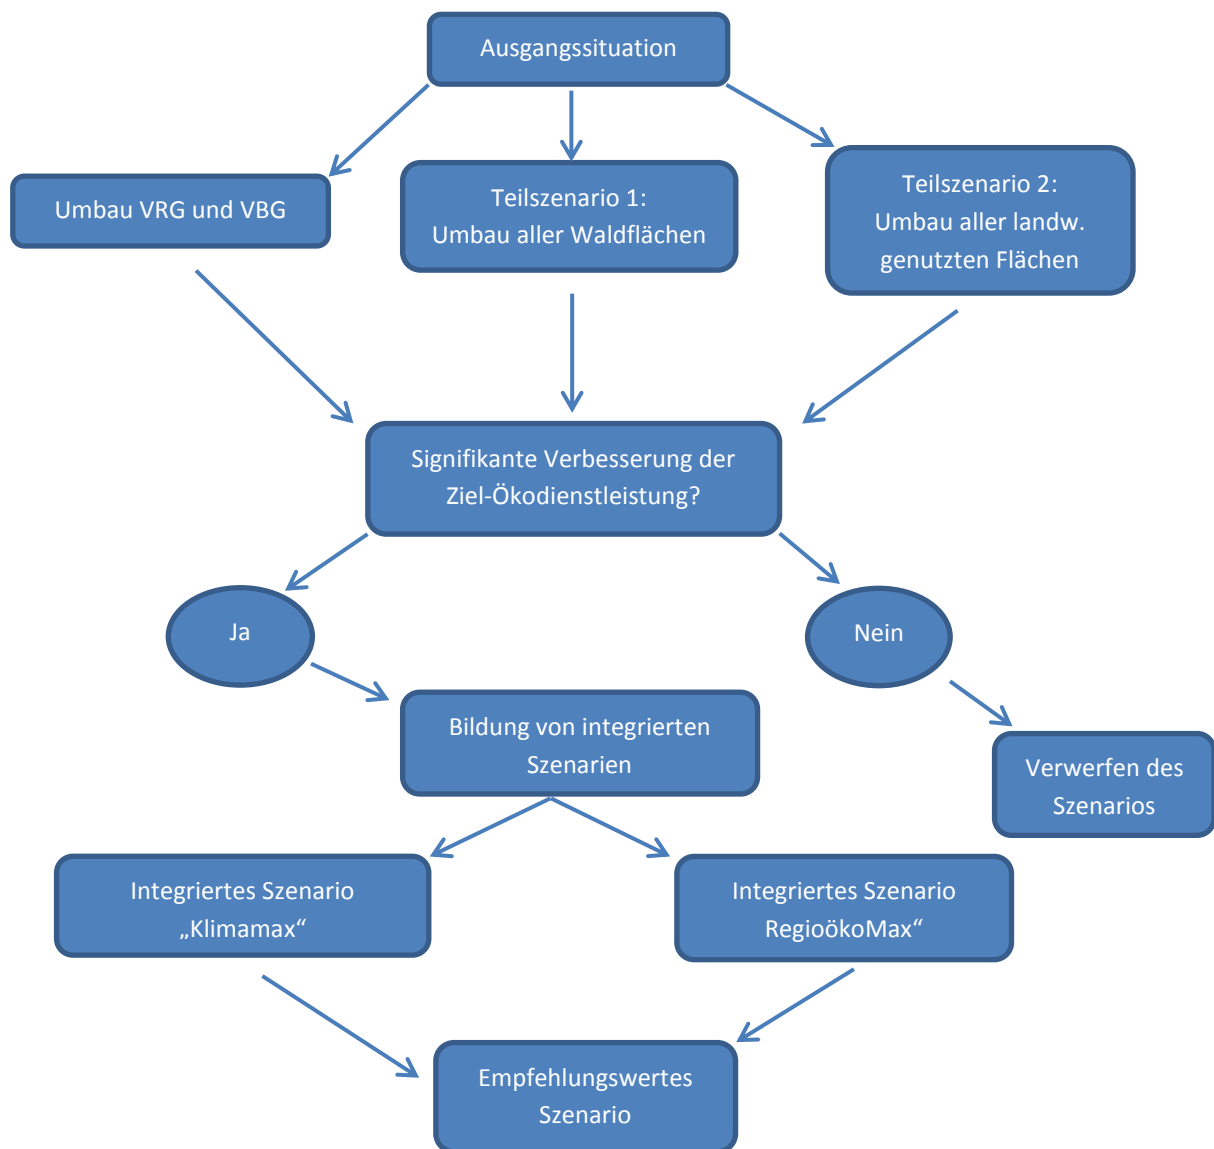 Ausgangssituation
Umbau VRG und VBG
Teilszenario 1:
Umbau aller Waldflächen
Teilszenario 2:
Umbau aller landw.
genutzten Flächen
Signifikante Verbesserung der
Ziel-Ökodienstleistung?
Ja
Nein
Bildung von integrierten
Szenarien
Verwerfen des
Szenarios
Integriertes Szenario
„Klimamax“
Integriertes Szenario
RegioökoMax“
Empfehlungswertes
Szenario